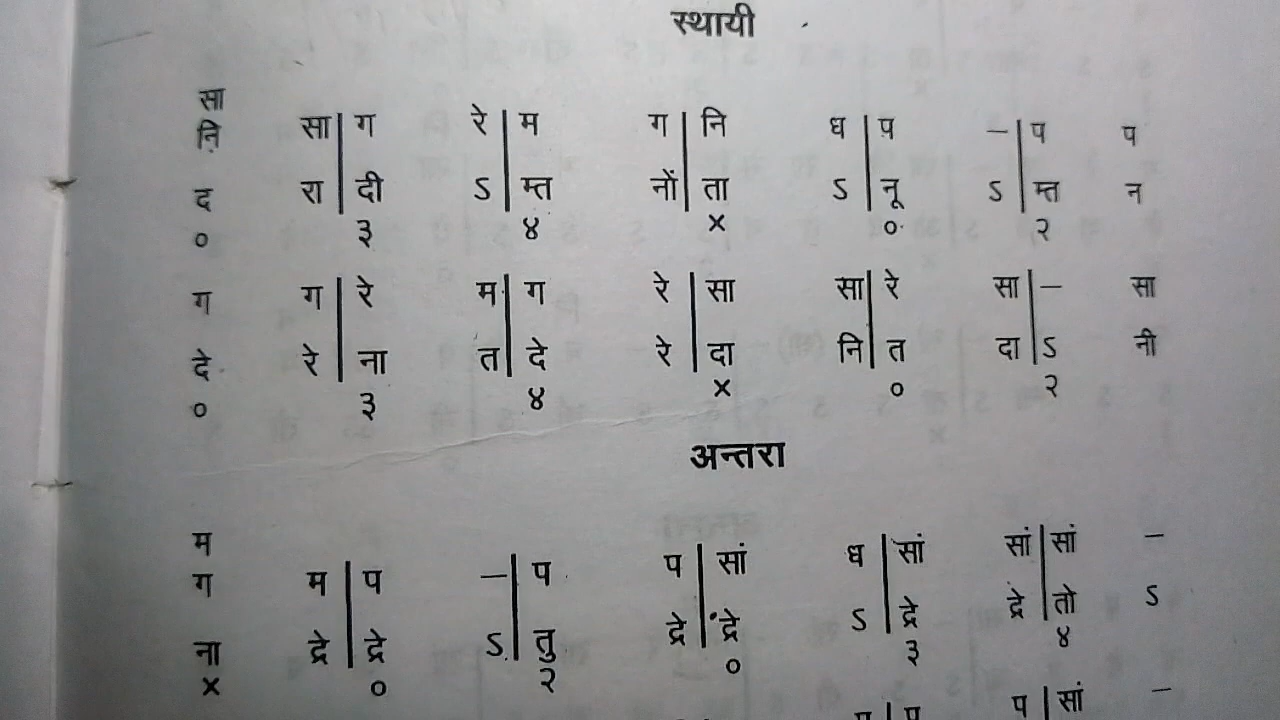 स्थायी
सा
नि़ सा | ग रे | म ग | नि ध | प – | प प
द रा | दी ऽ | म्त नों | ता ऽ | नू ऽ | म्त न
० ३ ४ × ० २
ग ग | रे म | ग रे | सा सा | रे सा | – सा
दे रे | ना त | दे रे | दा नि | त दा | ऽ नी
० ३ ४ × ० २
अन्तरा
म
ग म | प – | प प | सां ध | सां सां | सां –
ना द्रे | द्रे ऽ | तु द्रे | द्रे ऽ | द्रे द्रे | तो ऽ
× ० २ ० ३ ४
प | सां –